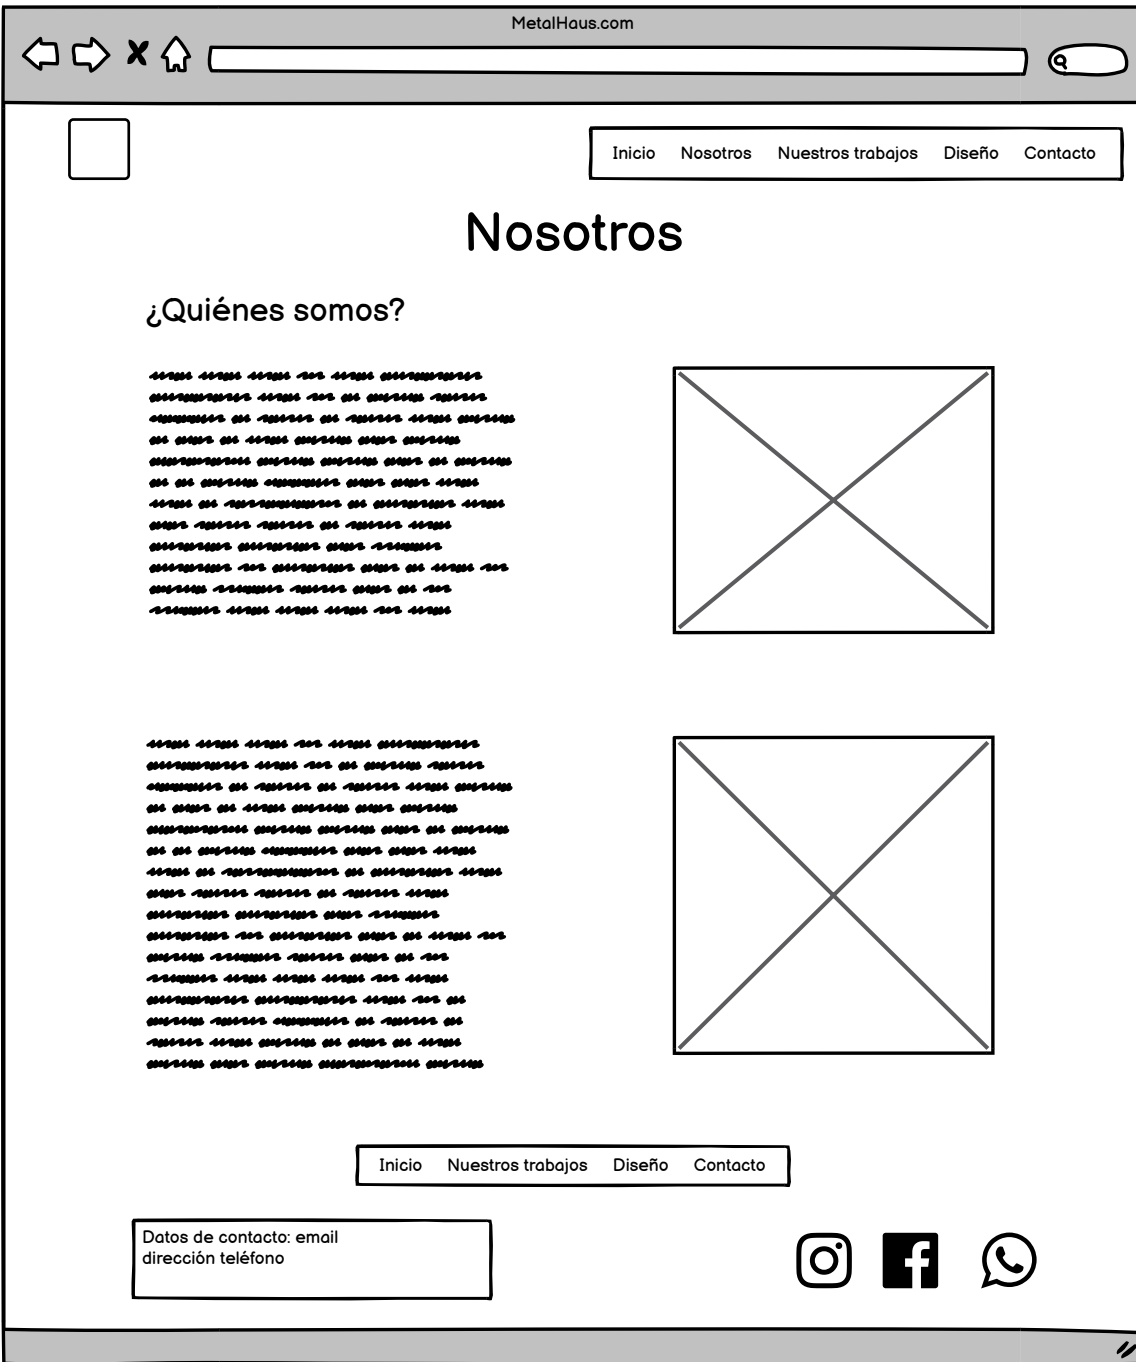 MetalHaus.com
Inicio Nosotros Nuestros trabajos Diseño Contacto
Nosotros
¿Quiénes somos?
Inicio Nuestros trabajos Diseño Contacto
Datos de contacto: email
dirección teléfono